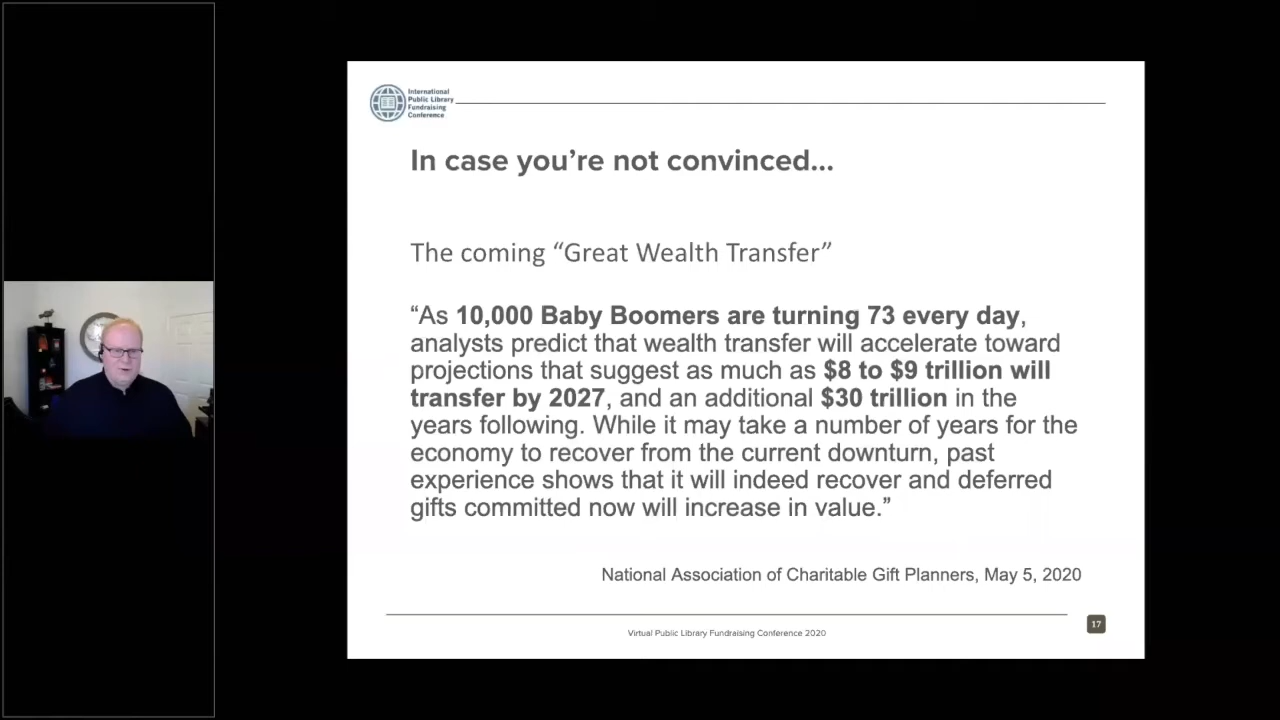 International
Public Library
Fundraising
Conference
In case you’re not convinced…
The coming “Great Wealth Transfer”
“As 10,000 Baby Boomers are turning 73 every day,
analysts predict that wealth transfer will accelerate toward
projections that suggest as much as $8 to $9 trillion will
transfer by 2027, and an additional $30 trillion in the
years following. While it may take a number of years for the
economy to recover from the current downturn, past
experience shows that it will indeed recover and deferred
gifts committed now will increase in value.”
National Association of Charitable Gift Planners, May 5, 2020
Virtual Public Library Fundraising Conference 2020
17